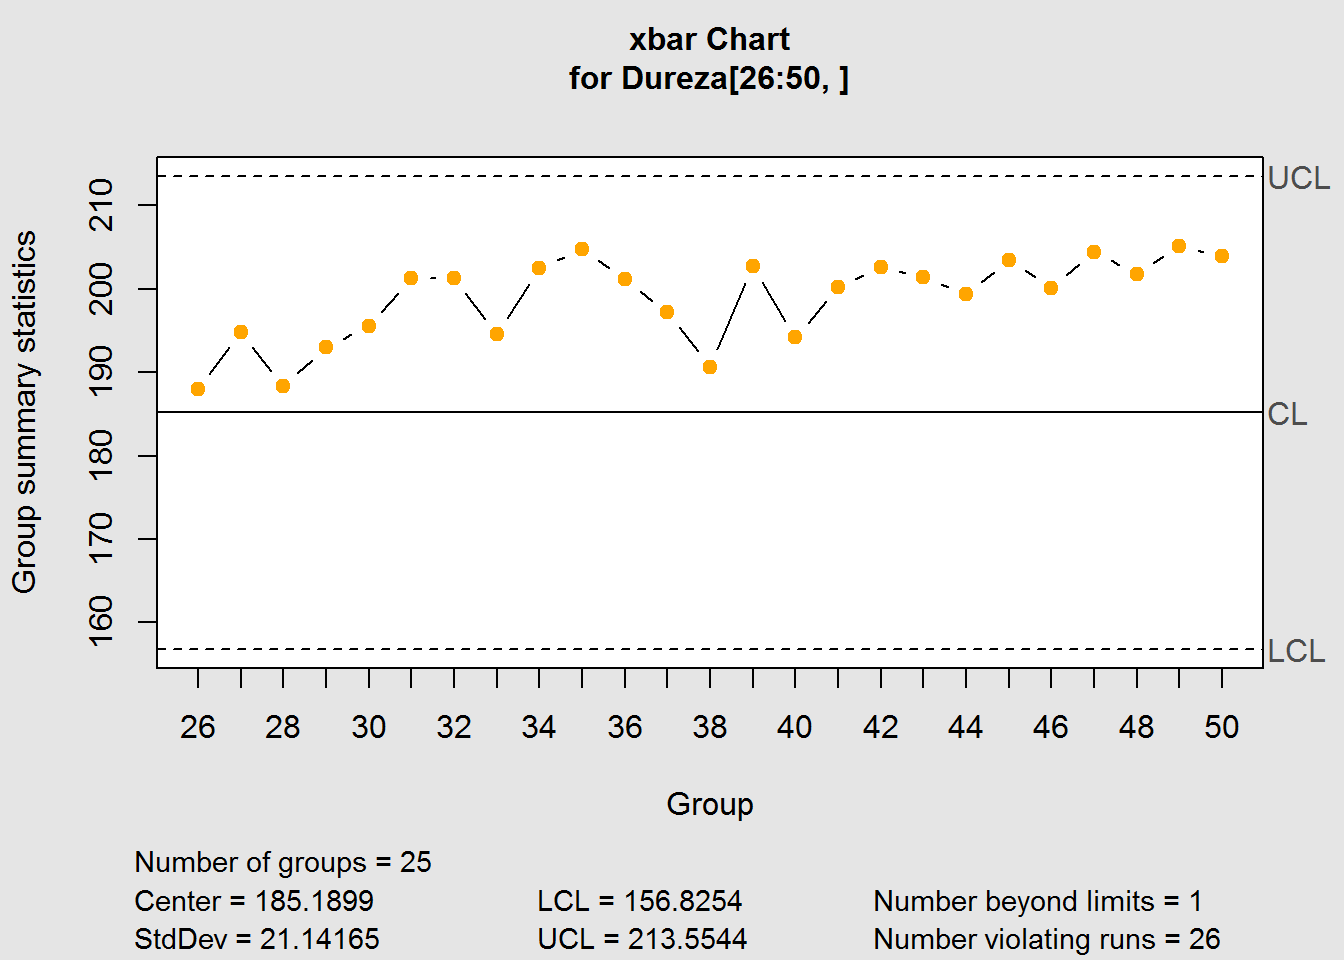 xbar Chart
for Dureza[26:50, ]
Group summary statistics
210
200
190
180
170
160
UCL
CL
LCL
26 28 30 32 34 36 38 40 42 44 46 48 50
Group
Number of groups = 25
Center = 185.1899 LCL = 156.8254 Number beyond limits = 1
StdDev = 21.14165 UCL = 213.5544 Number violating runs = 26